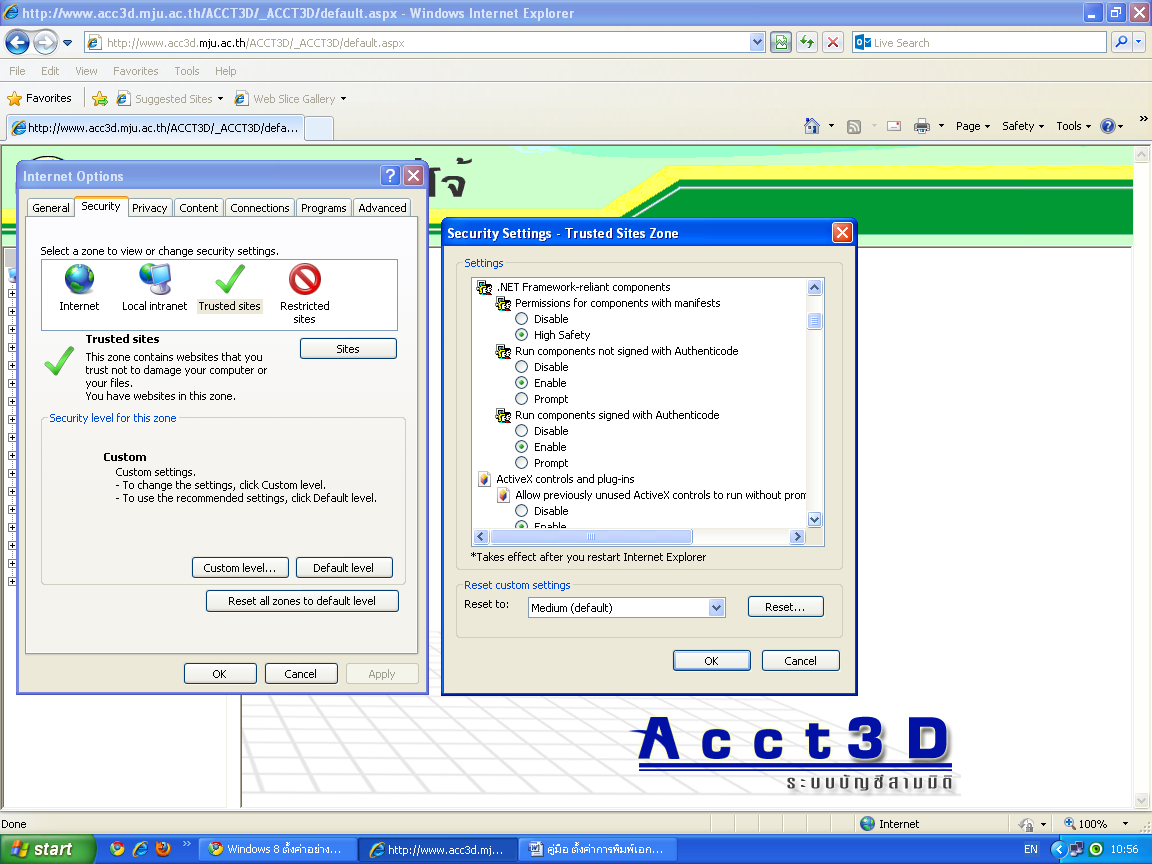 http://www.acc3d.mju.ac.th/ACCT3D/_ACCT3D/default.aspx - Windows Internet Explorer
http://www.acc3d.mju.ac.th/ACCT3D/_ACCT3D/default.aspx
Live Search
File Edit View Favorites Tools Help
Favorites Suggested Sites Web Slice Gallery
http://www.acc3d.mju.ac.th/ACCT3D/_ACCT3D/defa...
Page Safety Tools
Internet Options
General Security Privacy Content Connections Programs Advanced
Select a zone to view or change security settings.
Internet Local intranet Trusted sites Restricted sites
Trusted sites
This zone contains websites that you
trust not to damage your computer or
your files.
You have websites in this zone.
Sites
Security level for this zone
Custom
Custom settings.
- To change the settings, click Custom level.
- To use the recommended settings, click Default level.
Custom level... Default level
Reset all zones to default level
OK Cancel Apply
Security Settings - Trusted Sites Zone
Settings
.NET Framework-reliant components
Permissions for components with manifests
Disable
High Safety
Run components not signed with Authenticode
Disable
Enable
Prompt
Run components signed with Authenticode
Disable
Enable
Prompt
ActiveX controls and plug-ins
Allow previously unused ActiveX controls to run without prom
Disable
Enable
*Takes effect after you restart Internet Explorer
Reset custom settings
Reset to: Medium (default) Reset...
OK Cancel
Acct3D
ระบบบัญชีสามมิติ
Done Internet 100%
start Windows 8 ตั้งค่าอย่าง... http://www.acc3d.mj... คู่มือ ตั้งค่าการพิมพ์เอก... EN 10:56